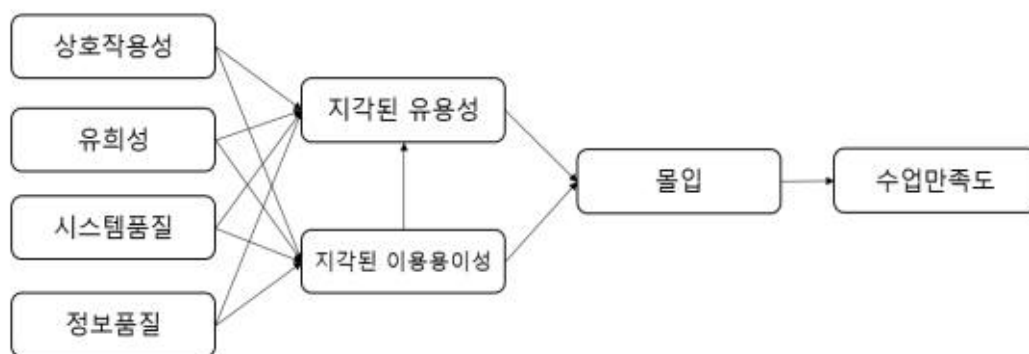 상호작용성
유희성
시스템품질
정보품질
지각된 유용성
지각된 이용용이성
몰입
수업만족도